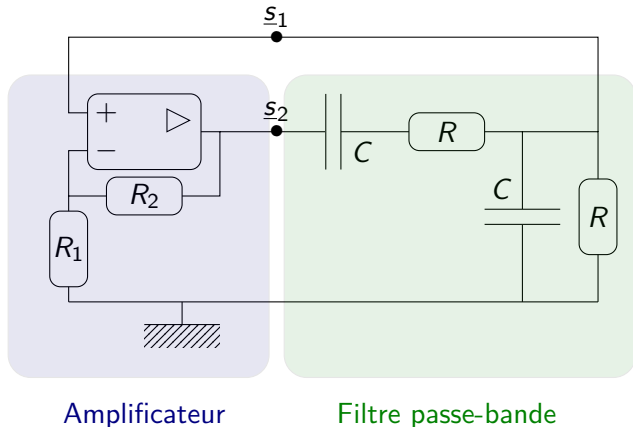 s₁
s₂
+
−
C
R
C
R₂
R₁
R
Amplificateur
Filtre passe-bande